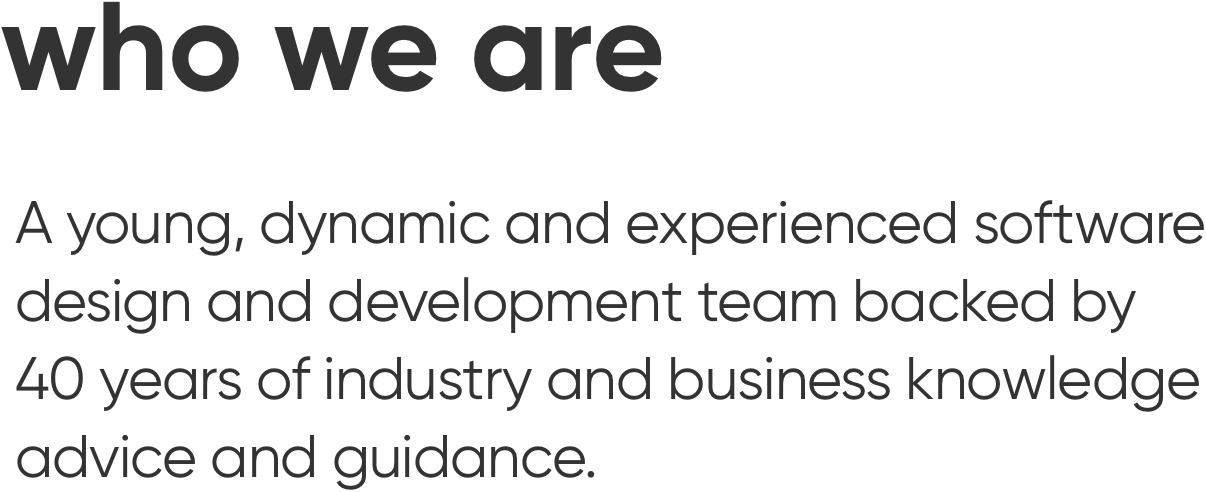 who we are
A young, dynamic and experienced software
design and development team backed by
40 years of industry and business knowledge
advice and guidance.